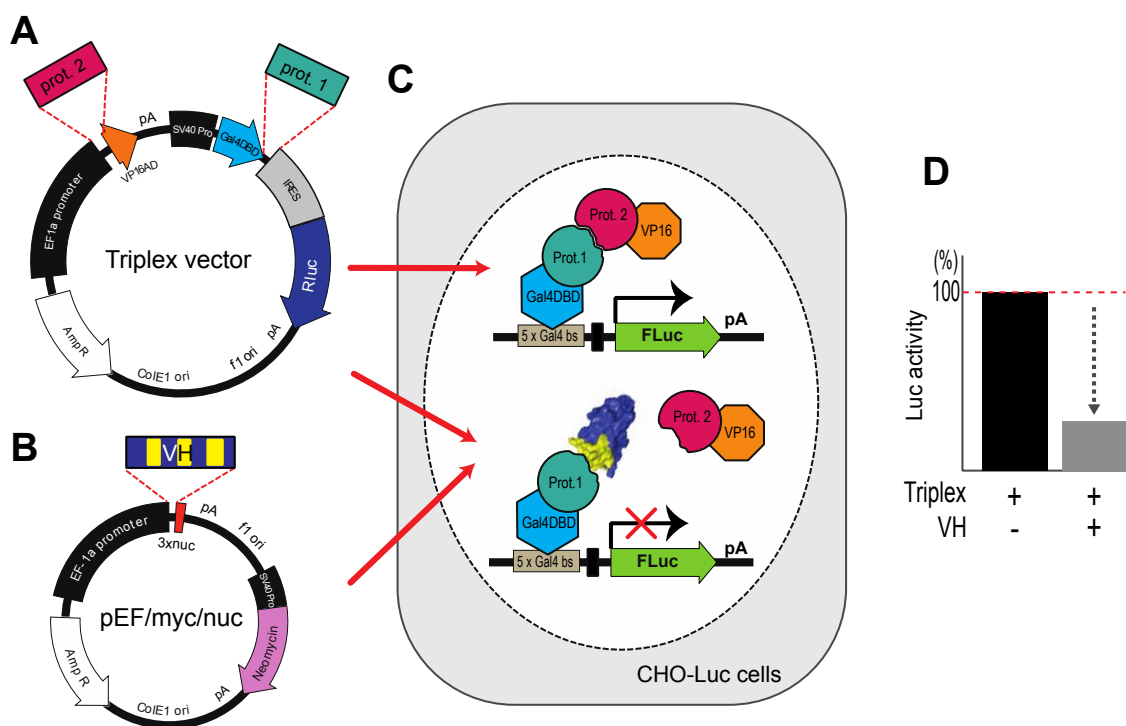 A
prot. 2
prot. 1
pA
SV40 Pro
Gal4DBD
VP16AD
IRES
EF1a promoter
Triplex vector
Rluc
AmpR
pA
f1 ori
ColE1 ori
B
VH
pA
f1 ori
EF-1a promoter
3xnuc
SV40Pro
pEF/myc/nuc
Neomycin
Amp R
pA
ColE1 ori
C
Prot. 2
VP16
Prot.1
Gal4DBD
pA
5 x Gal4 bs
FLuc
Prot. 2
VP16
Prot.1
Gal4DBD
pA
5 x Gal4 bs
FLuc
CHO-Luc cells
D
(%)
100
Luc activity
Triplex + +
VH - +